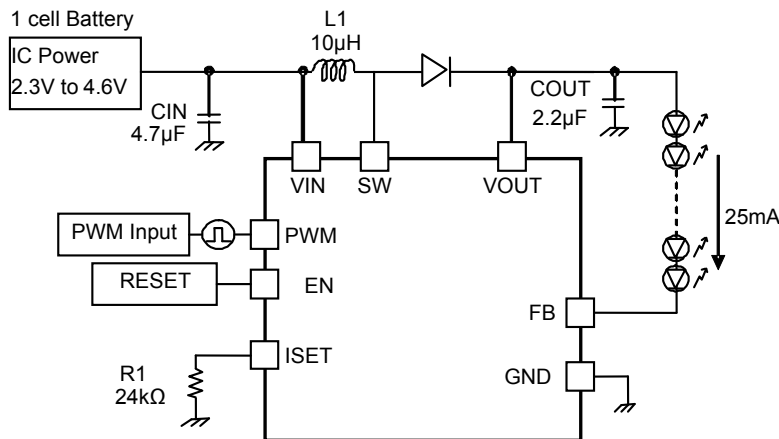 1 cell Battery
IC Power
2.3V to 4.6V
L1
10µH
CIN
4.7µF
COUT
2.2µF
VIN
SW
VOUT
25mA
PWM Input
PWM
RESET
EN
FB
ISET
R1
24kΩ
GND